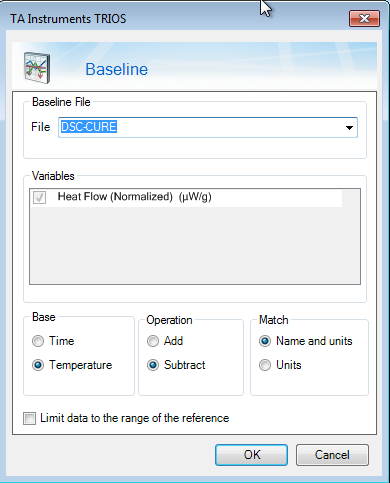 TA Instruments TRIOS
Baseline
Baseline File
File DSC-CURE
Variables
Heat Flow (Normalized) (µW/g)
Base Operation Match
Time Add Name and units
Temperature Subtract Units
Limit data to the range of the reference
OK Cancel